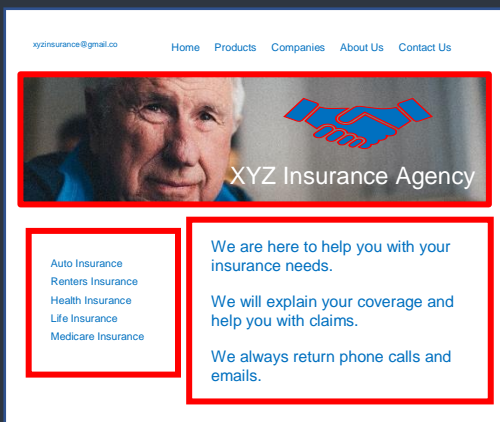 xyzinsurance@gmail.co
Home Products Companies About Us Contact Us
XYZ Insurance Agency
Auto Insurance
Renters Insurance
Health Insurance
Life Insurance
Medicare Insurance
We are here to help you with your
insurance needs.
We will explain your coverage and
help you with claims.
We always return phone calls and
emails.